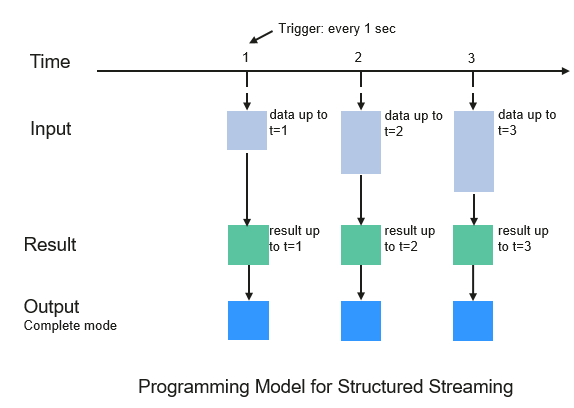 Trigger: every 1 sec
Time
1
2
3
Input
data up to
t=1
data up to
t=2
data up to
t=3
Result
result up
to t=1
result up
to t=2
result up
to t=3
Output
Complete mode
Programming Model for Structured Streaming